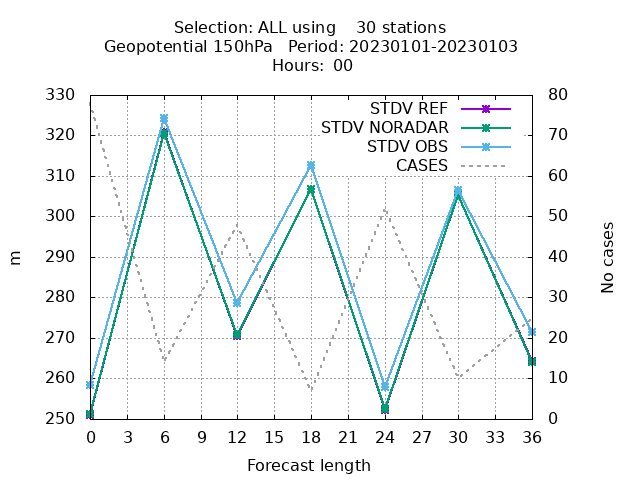 Selection: ALL using    30 stations
Geopotential 150hPa   Period: 20230101-20230103
Hours:  00
330 80
320 70
310 60
300 50
290 40
280 30
270 20
260 10
250 0
STDV REF
STDV NORADAR
STDV OBS
CASES
m
No cases
0 3 6 9 12 15 18 21 24 27 30 33 36
Forecast length